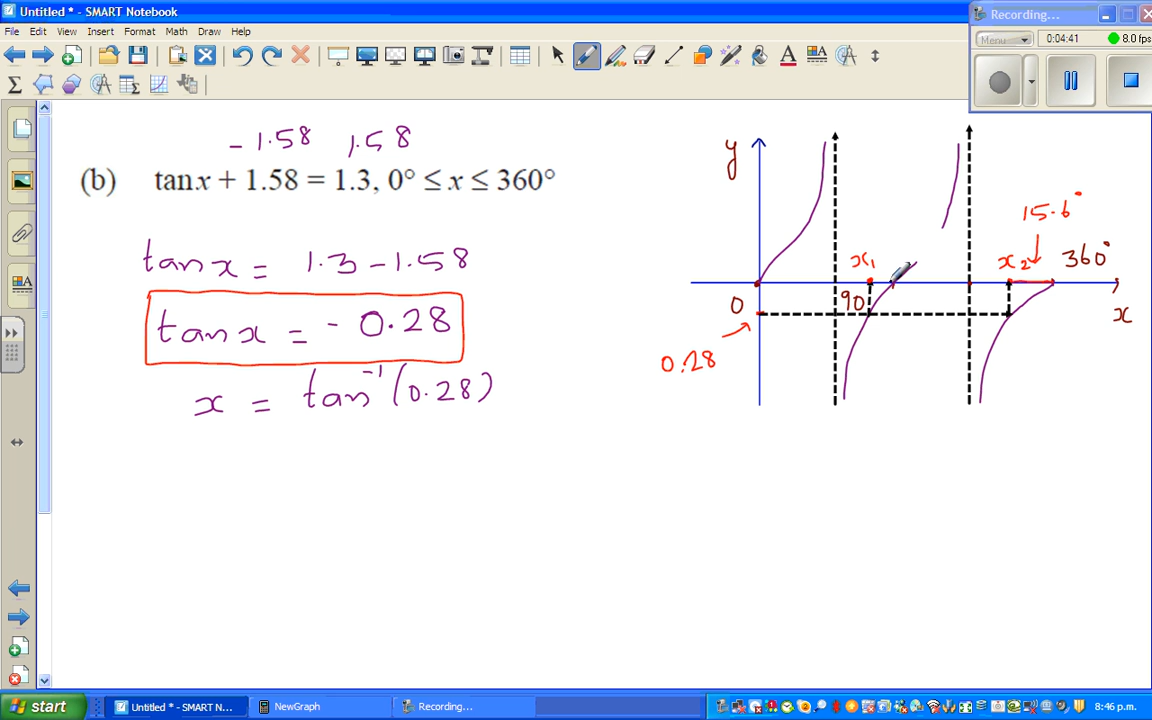 Untitled * - SMART Notebook
File Edit View Insert Format Math Draw Help
Recording...
Menu 0:04:41 8.0 fps
- 1.58 1.58
(b) tan x + 1.58 = 1.3, 0° ≤ x ≤ 360°
tan x = 1.3 - 1.58
tan x = - 0.28
x = tan⁻¹ (0.28)
y
15.6°
x₁ x₂ 360°
0 90 x
0.28
start Untitled * - SMART N... NewGraph Recording... 8:46 p.m.